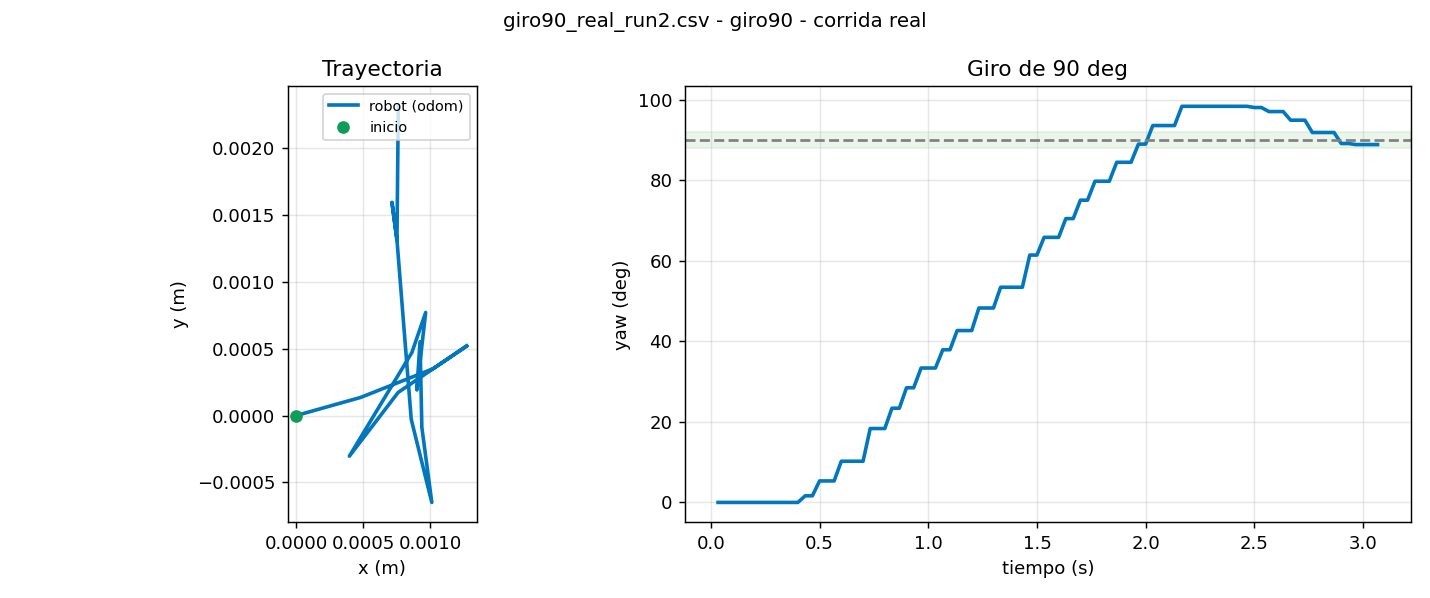 giro90_real_run2.csv - giro90 - corrida real
Trayectoria
robot (odom)
inicio
0.0020
0.0015
0.0010
0.0005
0.0000
−0.0005
y (m)
0.0000 0.0005 0.0010
x (m)
Giro de 90 deg
100
80
60
40
20
0
yaw (deg)
0.0 0.5 1.0 1.5 2.0 2.5 3.0
tiempo (s)